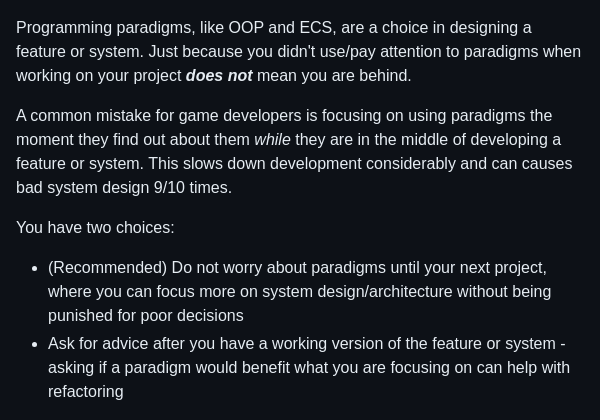 Programming paradigms, like OOP and ECS, are a choice in designing a
feature or system. Just because you didn't use/pay attention to paradigms when
working on your project does not mean you are behind.
A common mistake for game developers is focusing on using paradigms the
moment they find out about them while they are in the middle of developing a
feature or system. This slows down development considerably and can causes
bad system design 9/10 times.
You have two choices:
• (Recommended) Do not worry about paradigms until your next project,
where you can focus more on system design/architecture without being
punished for poor decisions
• Ask for advice after you have a working version of the feature or system -
asking if a paradigm would benefit what you are focusing on can help with
refactoring